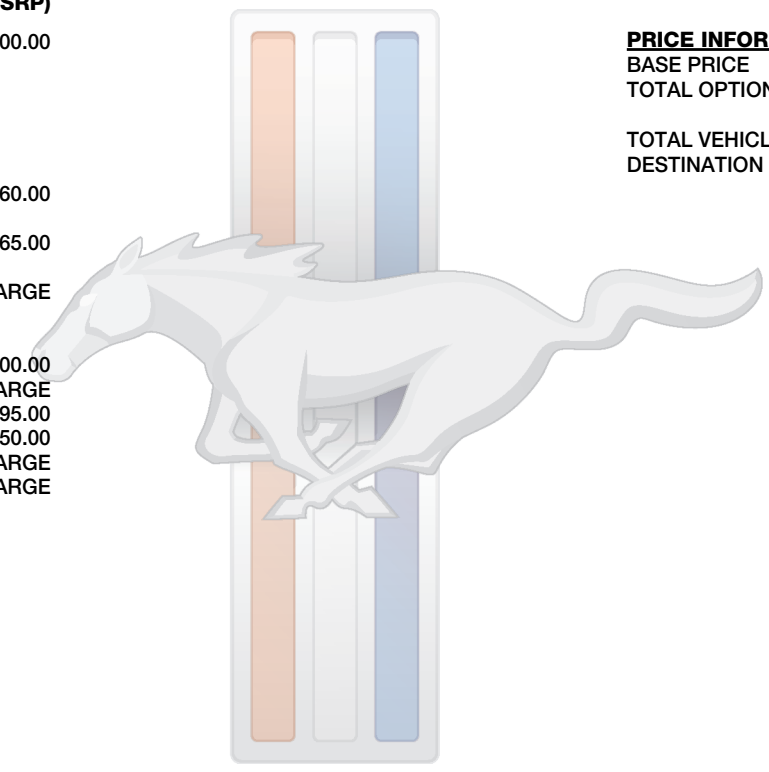 SRP)
00.00
60.00
65.00
ARGE
00.00
ARGE
95.00
50.00
ARGE
ARGE
PRICE INFOR
BASE PRICE
TOTAL OPTION
TOTAL VEHICL
DESTINATION